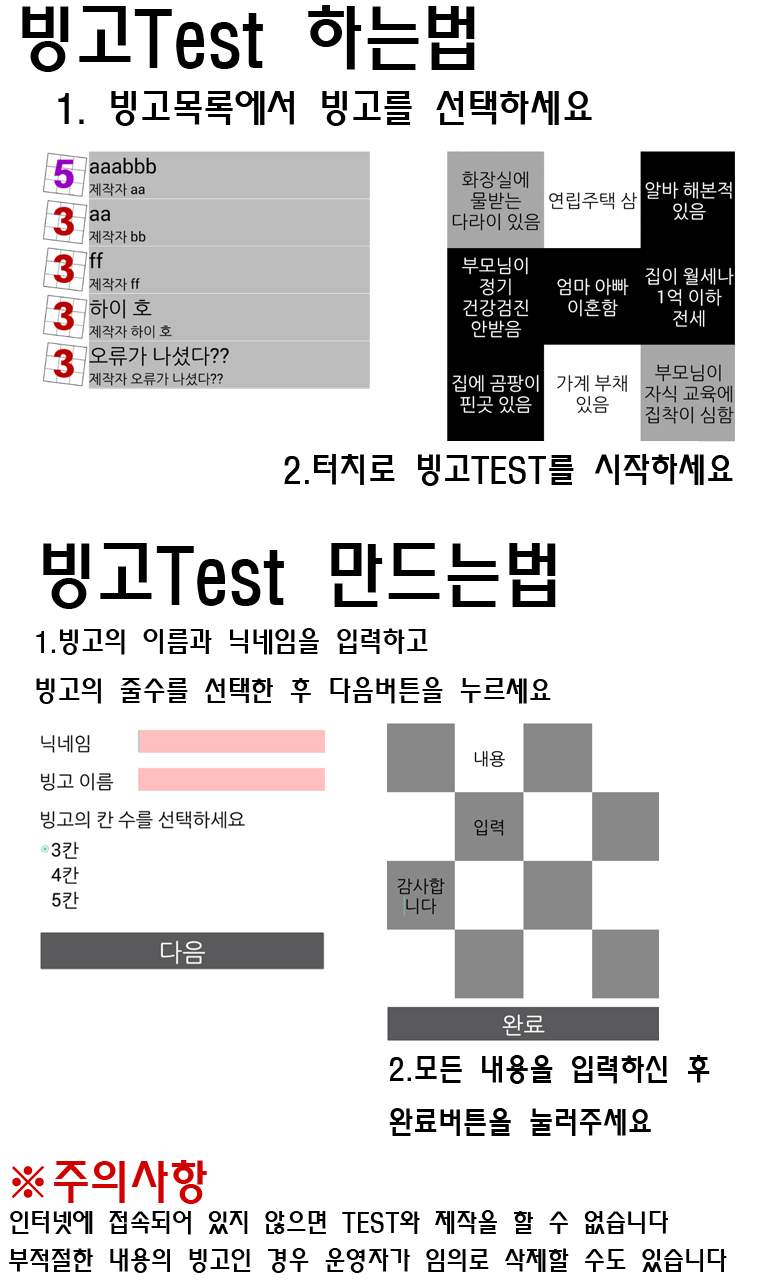 빙고Test 하는법
1. 빙고목록에서 빙고를 선택하세요
5
aaabbb
제작자 aa
3
aa
제작자 bb
3
ff
제작자 ff
3
하이 호
제작자 하이 호
3
오류가 나셨다??
제작자 오류가 나셨다??
화장실에
물받는
다라이 있음
연립주택 삼
알바 해본적
있음
부모님이
정기
건강검진
안받음
엄마 아빠
이혼함
집이 월세나
1억 이하
전세
집에 곰팡이
핀곳 있음
가계 부채
있음
부모님이
자식 교육에
집착이 심함
2.터치로 빙고TEST를 시작하세요
빙고Test 만드는법
1.빙고의 이름과 닉네임을 입력하고
빙고의 줄수를 선택한 후 다음버튼을 누르세요
닉네임
빙고 이름
빙고의 칸 수를 선택하세요
3칸
4칸
5칸
다음
내용
입력
감사합
니다
완료
2.모든 내용을 입력하신 후
완료버튼을 눌러주세요
※주의사항
인터넷에 접속되어 있지 않으면 TEST와 제작을 할 수 없습니다
부적절한 내용의 빙고인 경우 운영자가 임의로 삭제할 수도 있습니다